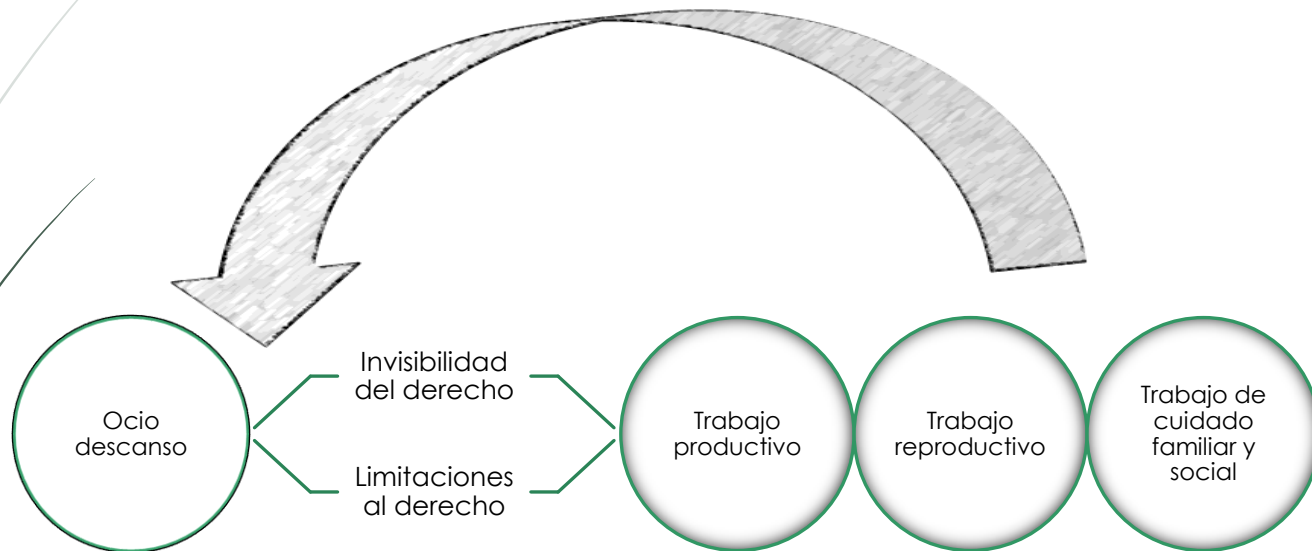 Ocio
descanso
Invisibilidad
del derecho
Limitaciones
al derecho
Trabajo
productivo
Trabajo
reproductivo
Trabajo de
cuidado
familiar y
social